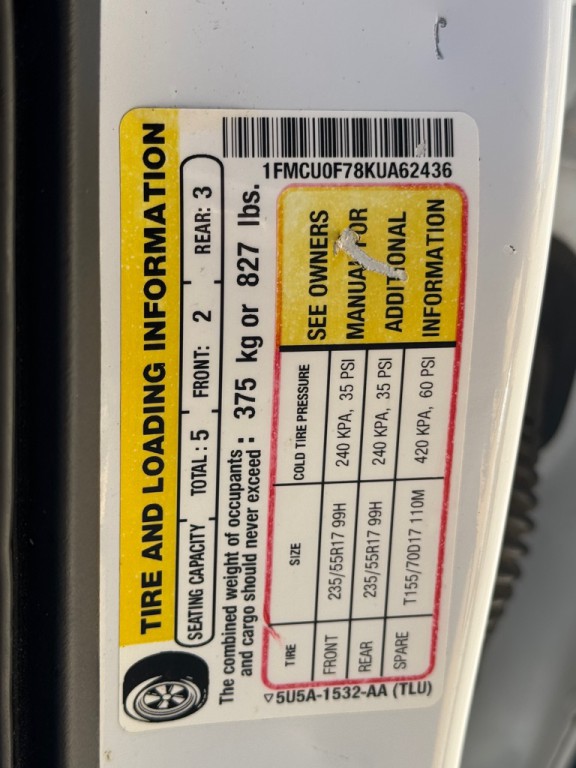 TIRE AND LOADING INFORMATION
SEATING CAPACITY TOTAL: 5 FRONT: 2 REAR: 3
The combined weight of occupants
and cargo should never exceed : 375 kg or 827 lbs.
TIRE SIZE COLD TIRE PRESSURE
FRONT 235/55R17 99H 240 KPA, 35 PSI
REAR 235/55R17 99H 240 KPA, 35 PSI
SPARE T155/70D17 110M 420 KPA, 60 PSI
SEE OWNERS
MANUAL FOR
ADDITIONAL
INFORMATION
5U5A-1532-AA (TLU)
1FMCU0F78KUA62436